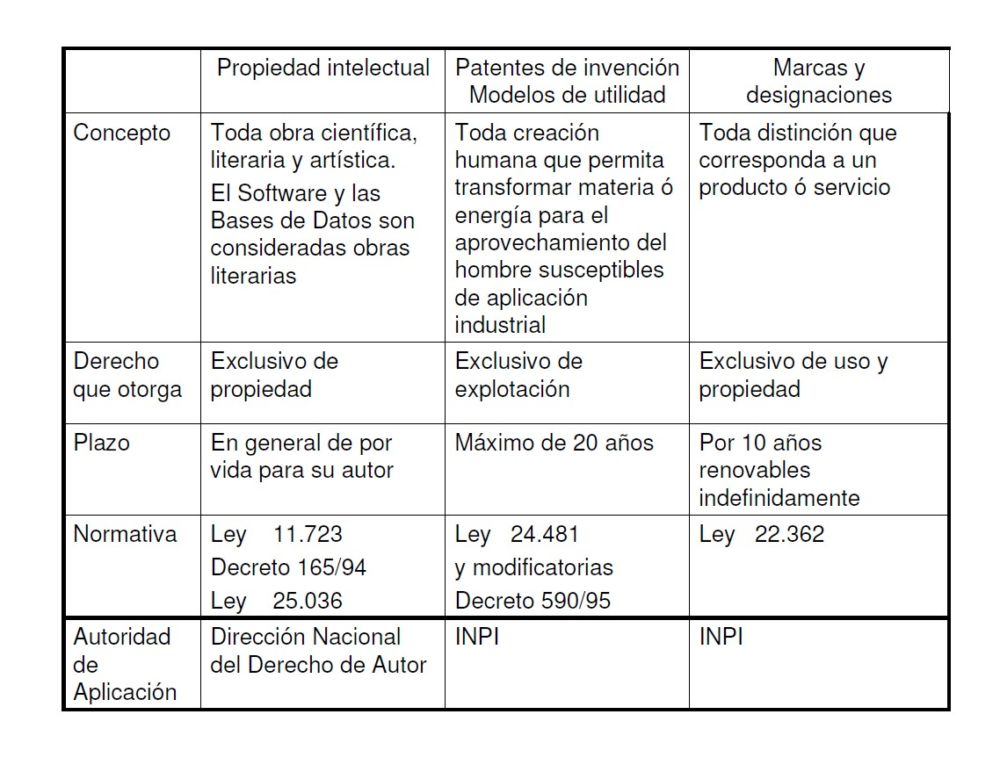 Propiedad intelectual
Patentes de invención
Modelos de utilidad
Marcas y
designaciones
Concepto
Toda obra científica,
literaria y artística.
El Software y las
Bases de Datos son
consideradas obras
literarias
Toda creación
humana que permita
transformar materia ó
energía para el
aprovechamiento del
hombre susceptibles
de aplicación
industrial
Toda distinción que
corresponda a un
producto ó servicio
Derecho
que otorga
Exclusivo de
propiedad
Exclusivo de
explotación
Exclusivo de uso y
propiedad
Plazo
En general de por
vida para su autor
Máximo de 20 años
Por 10 años
renovables
indefinidamente
Normativa
Ley 11.723
Decreto 165/94
Ley 25.036
Ley 24.481
y modificatorias
Decreto 590/95
Ley 22.362
Autoridad
de
Aplicación
Dirección Nacional
del Derecho de Autor
INPI
INPI